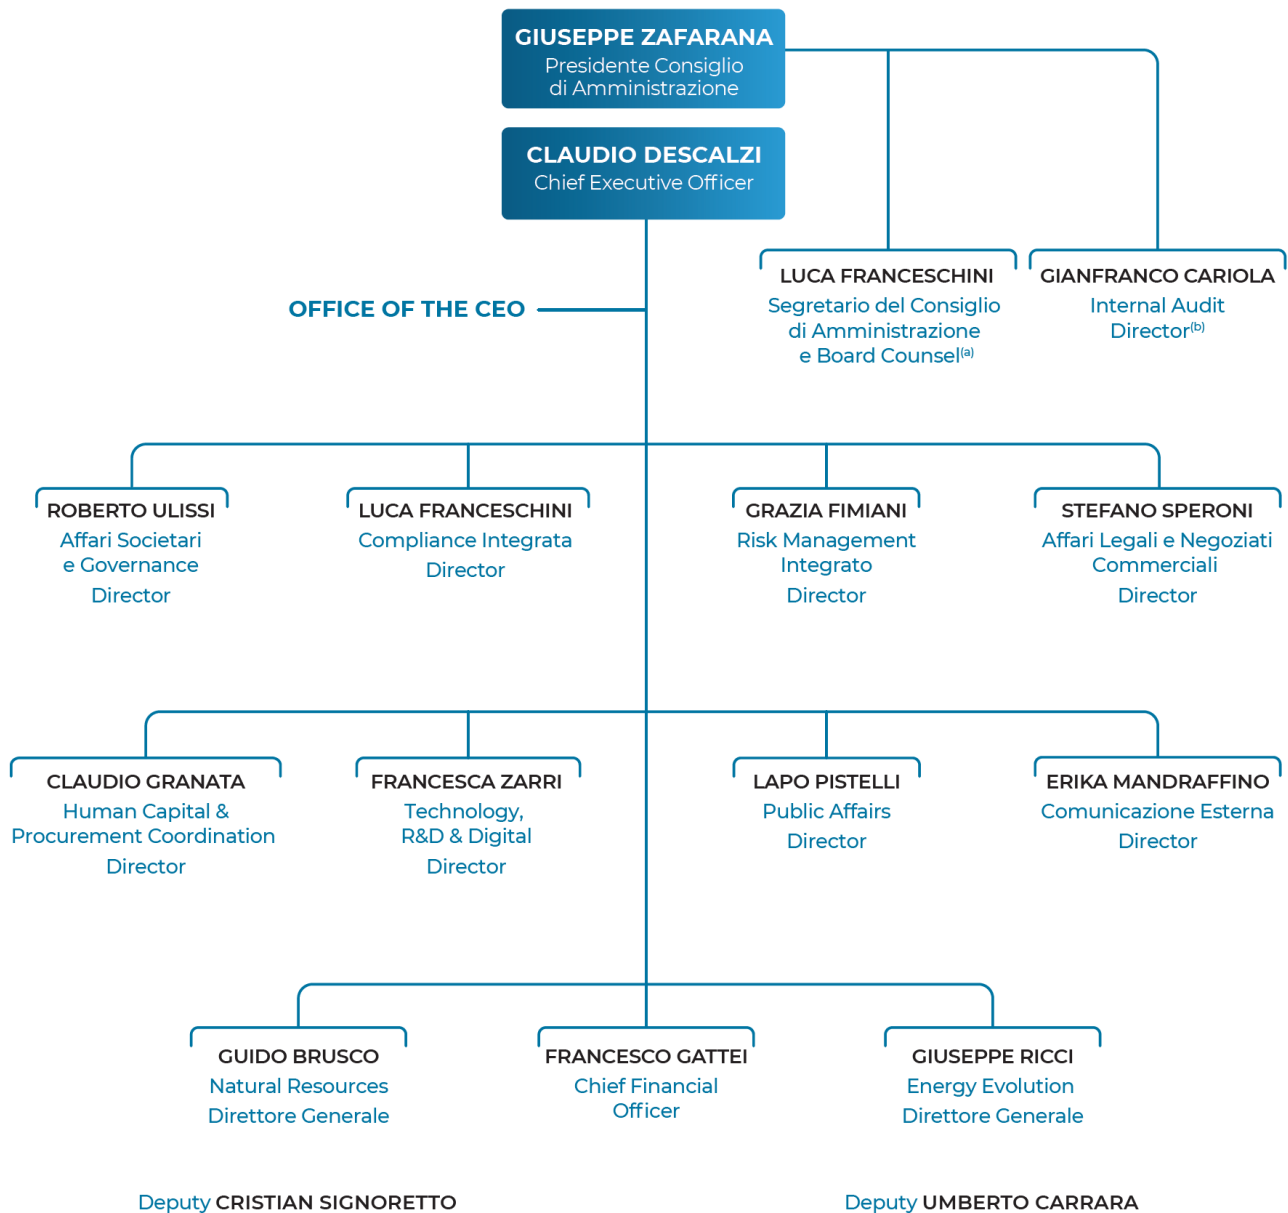 GIUSEPPE ZAFARANA
Presidente Consiglio
di Amministrazione
CLAUDIO DESCALZI
Chief Executive Officer
OFFICE OF THE CEO
LUCA FRANCESCHINI
Segretario del Consiglio
di Amministrazione
e Board Counsel(a)
GIANFRANCO CARIOLA
Internal Audit
Director(b)
ROBERTO ULISSI
Affari Societari
e Governance
Director
LUCA FRANCESCHINI
Compliance Integrata
Director
GRAZIA FIMIANI
Risk Management
Integrato
Director
STEFANO SPERONI
Affari Legali e Negoziati
Commerciali
Director
CLAUDIO GRANATA
Human Capital &
Procurement Coordination
Director
FRANCESCA ZARRI
Technology,
R&D & Digital
Director
LAPO PISTELLI
Public Affairs
Director
ERIKA MANDRAFFINO
Comunicazione Esterna
Director
GUIDO BRUSCO
Natural Resources
Direttore Generale
FRANCESCO GATTEI
Chief Financial
Officer
GIUSEPPE RICCI
Energy Evolution
Direttore Generale
Deputy CRISTIAN SIGNORETTO
Deputy UMBERTO CARRARA